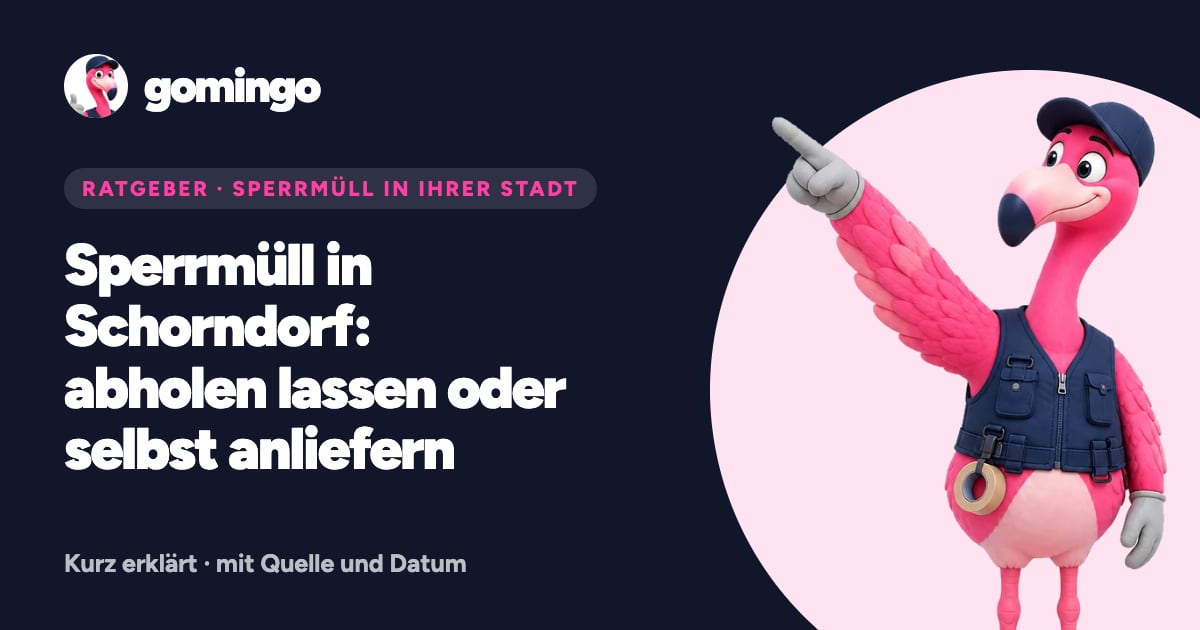 gomingo
RATGEBER · SPERRMÜLL IN IHRER STADT
Sperrmüll in
Schorndorf:
abholen lassen oder
selbst anliefern
Kurz erklärt · mit Quelle und Datum